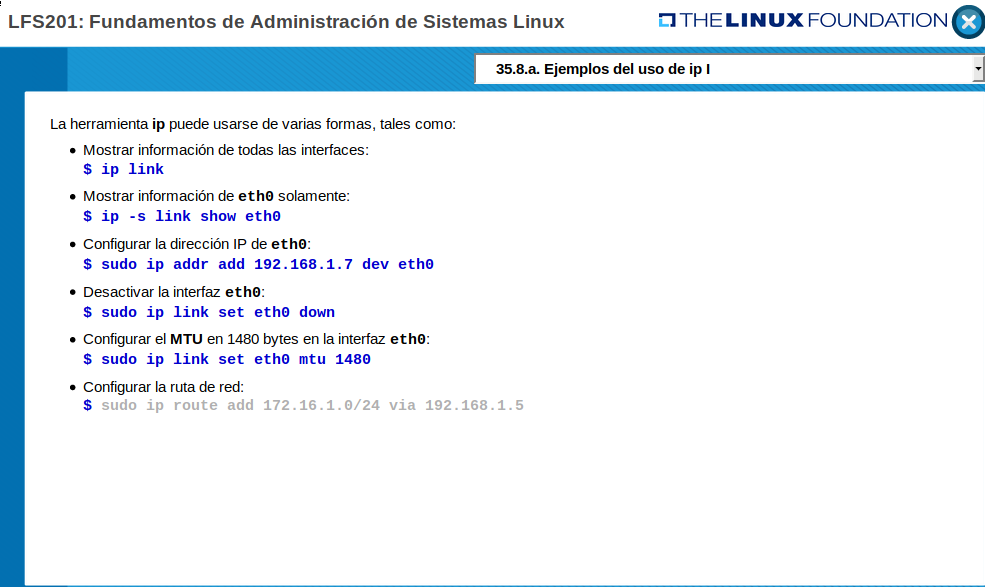 LFS201: Fundamentos de Administración de Sistemas Linux
THE LINUX FOUNDATION
35.8.a. Ejemplos del uso de ip I
La herramienta ip puede usarse de varias formas, tales como:
• Mostrar información de todas las interfaces:
$ ip link
• Mostrar información de eth0 solamente:
$ ip -s link show eth0
• Configurar la dirección IP de eth0:
$ sudo ip addr add 192.168.1.7 dev eth0
• Desactivar la interfaz eth0:
$ sudo ip link set eth0 down
• Configurar el MTU en 1480 bytes en la interfaz eth0:
$ sudo ip link set eth0 mtu 1480
• Configurar la ruta de red:
$ sudo ip route add 172.16.1.0/24 via 192.168.1.5